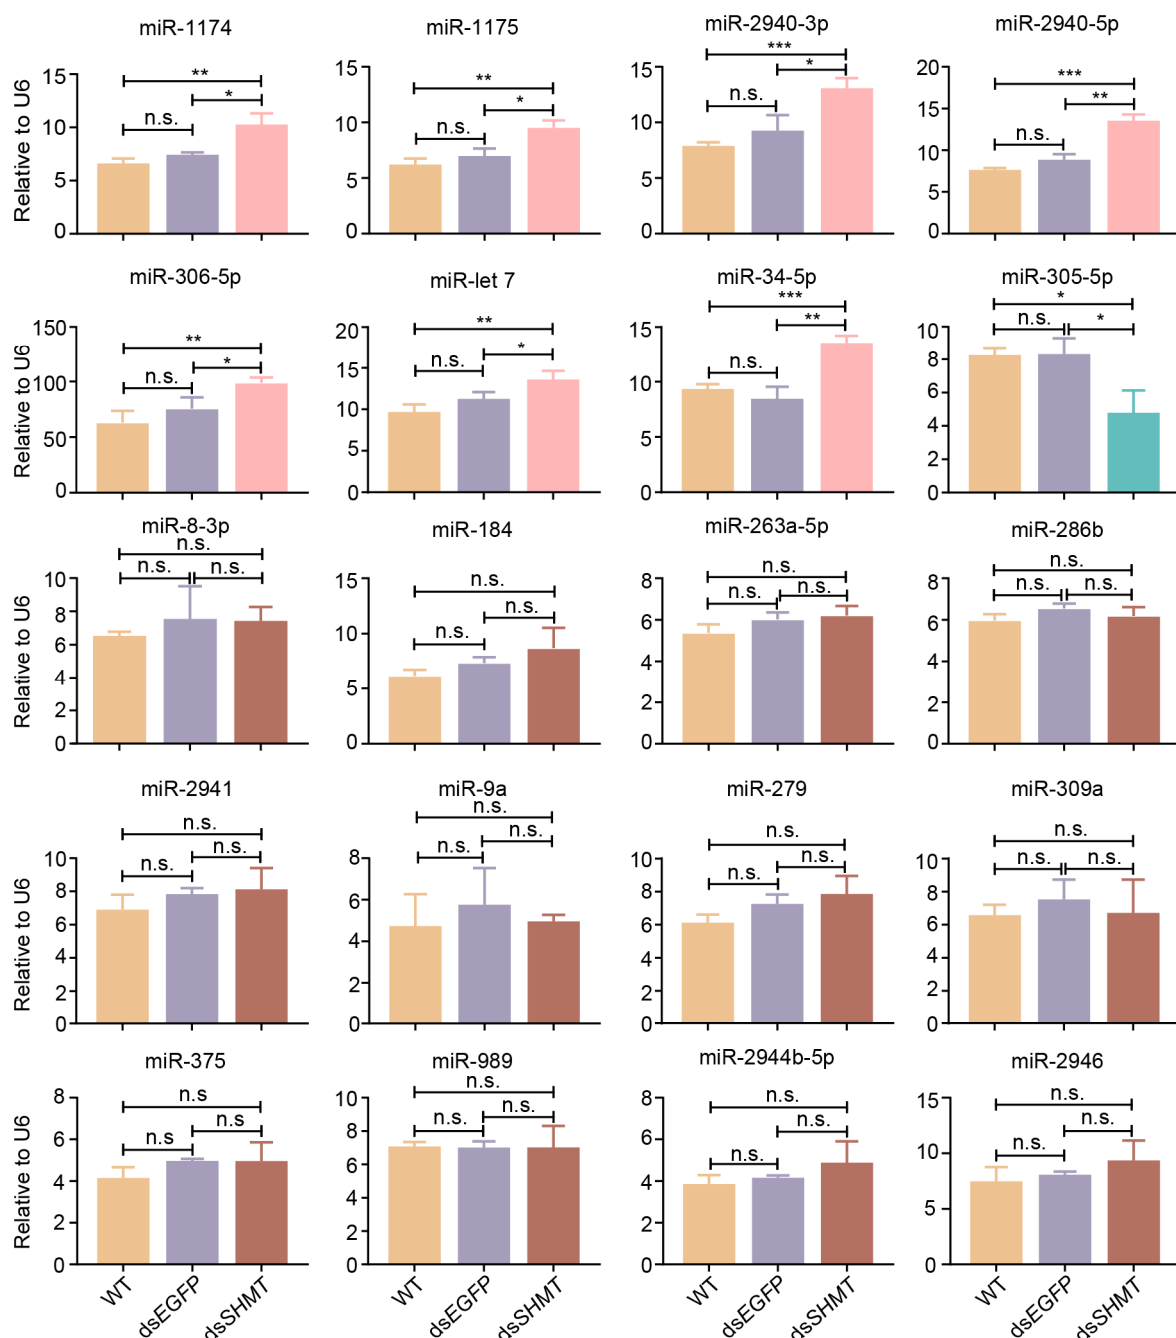 miR-1174 miR-1175 miR-2940-3p miR-2940-5p
Relative to U6
15 10 5 0 n.s. ** *
15 10 5 0 n.s. ** *
15 10 5 0 n.s. *** *
20 15 10 5 0 n.s. *** **
miR-306-5p miR-let 7 miR-34-5p miR-305-5p
Relative to U6
150 100 50 0 n.s. ** *
20 15 10 5 0 n.s. ** *
15 10 5 0 n.s. *** **
10 8 6 4 2 0 n.s. * *
miR-8-3p miR-184 miR-263a-5p miR-286b
Relative to U6
10 8 6 4 2 0 n.s. n.s. n.s.
15 10 5 0 n.s. n.s. n.s.
8 6 4 2 0 n.s. n.s. n.s.
8 6 4 2 0 n.s. n.s. n.s.
miR-2941 miR-9a miR-279 miR-309a
Relative to U6
10 8 6 4 2 0 n.s. n.s. n.s.
8 6 4 2 0 n.s. n.s. n.s.
10 8 6 4 2 0 n.s. n.s. n.s.
10 8 6 4 2 0 n.s. n.s. n.s.
miR-375 miR-989 miR-2944b-5p miR-2946
Relative to U6
8 6 4 2 0 n.s n.s n.s
10 8 6 4 2 0 n.s. n.s. n.s.
8 6 4 2 0 n.s. n.s. n.s.
15 10 5 0 n.s. n.s. n.s.
WT dsEGFP dsSHMT WT dsEGFP dsSHMT WT dsEGFP dsSHMT WT dsEGFP dsSHMT